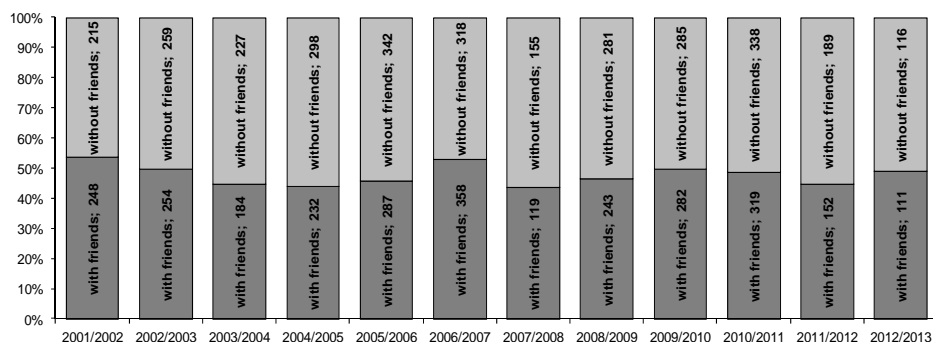 100%
90%
80%
70%
60%
50%
40%
30%
20%
10%
0%
without friends; 215
without friends; 259
without friends; 227
without friends; 298
without friends; 342
without friends; 318
without friends; 155
without friends; 281
without friends; 285
without friends; 338
without friends; 189
without friends; 116
with friends; 248
with friends; 254
with friends; 184
with friends; 232
with friends; 287
with friends; 358
with friends; 119
with friends; 243
with friends; 282
with friends; 319
with friends; 152
with friends; 111
2001/2002 2002/2003 2003/2004 2004/2005 2005/2006 2006/2007 2007/2008 2008/2009 2009/2010 2010/2011 2011/2012 2012/2013